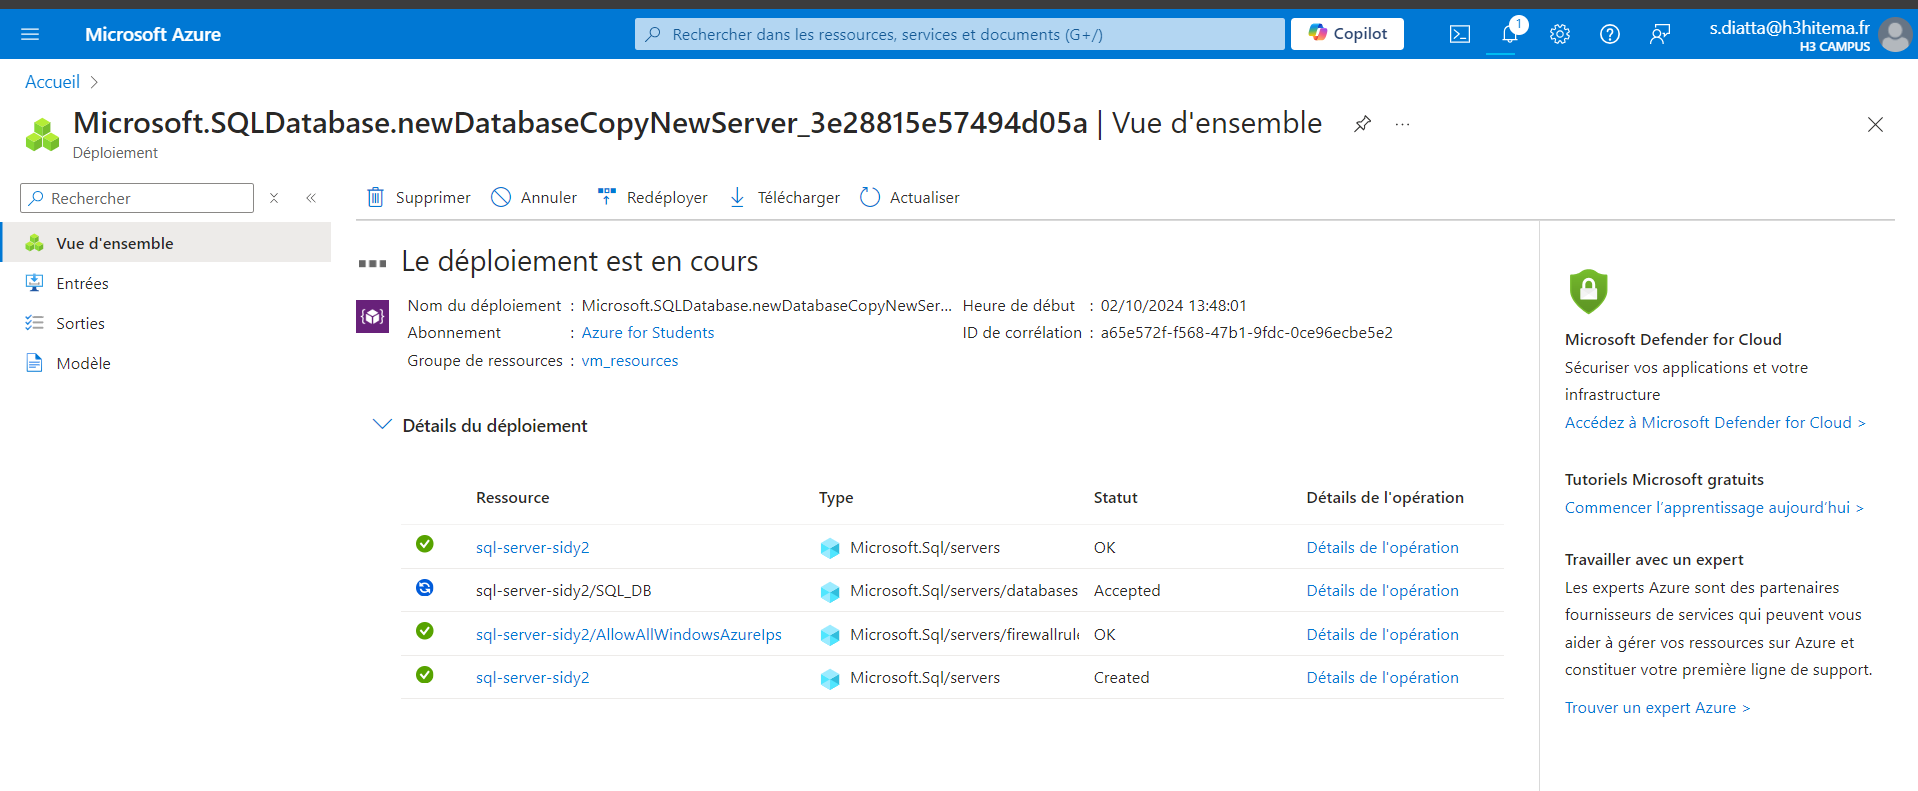 Microsoft Azure
Rechercher dans les ressources, services et documents (G+/)
Copilot
1
s.diatta@h3hitema.fr
H3 CAMPUS
Accueil
Microsoft.SQLDatabase.newDatabaseCopyNewServer_3e28815e57494d05a | Vue d'ensemble
Déploiement
Rechercher
Supprimer
Annuler
Redéployer
Télécharger
Actualiser
Vue d'ensemble
Entrées
Sorties
Modèle
Le déploiement est en cours
Nom du déploiement : Microsoft.SQLDatabase.newDatabaseCopyNewSer...
Abonnement : Azure for Students
Groupe de ressources : vm_resources
Heure de début : 02/10/2024 13:48:01
ID de corrélation : a65e572f-f568-47b1-9fdc-0ce96ecbe5e2
Détails du déploiement
Ressource Type Statut Détails de l'opération
sql-server-sidy2 Microsoft.Sql/servers OK Détails de l'opération
sql-server-sidy2/SQL_DB Microsoft.Sql/servers/databases Accepted Détails de l'opération
sql-server-sidy2/AllowAllWindowsAzureIps Microsoft.Sql/servers/firewallrule OK Détails de l'opération
sql-server-sidy2 Microsoft.Sql/servers Created Détails de l'opération
Microsoft Defender for Cloud
Sécuriser vos applications et votre
infrastructure
Accédez à Microsoft Defender for Cloud >
Tutoriels Microsoft gratuits
Commencer l'apprentissage aujourd'hui >
Travailler avec un expert
Les experts Azure sont des partenaires
fournisseurs de services qui peuvent vous
aider à gérer vos ressources sur Azure et
constituer votre première ligne de support.
Trouver un expert Azure >